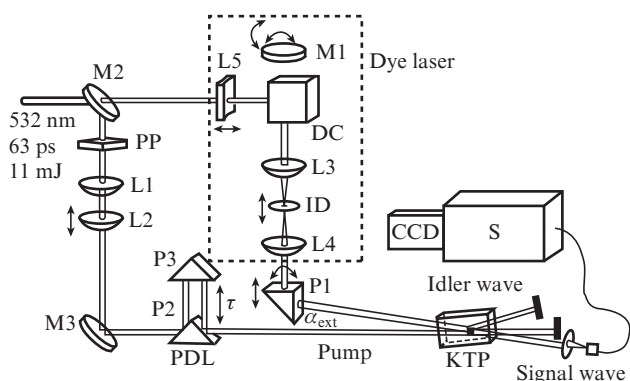 M1
M2
L5
Dye laser
532 nm
63 ps
11 mJ
PP
DC
L1
L3
L2
ID
CCD
S
L4
P3
P1
Idler wave
P2
τ
M3
αext
PDL
Pump
KTP
Signal wave